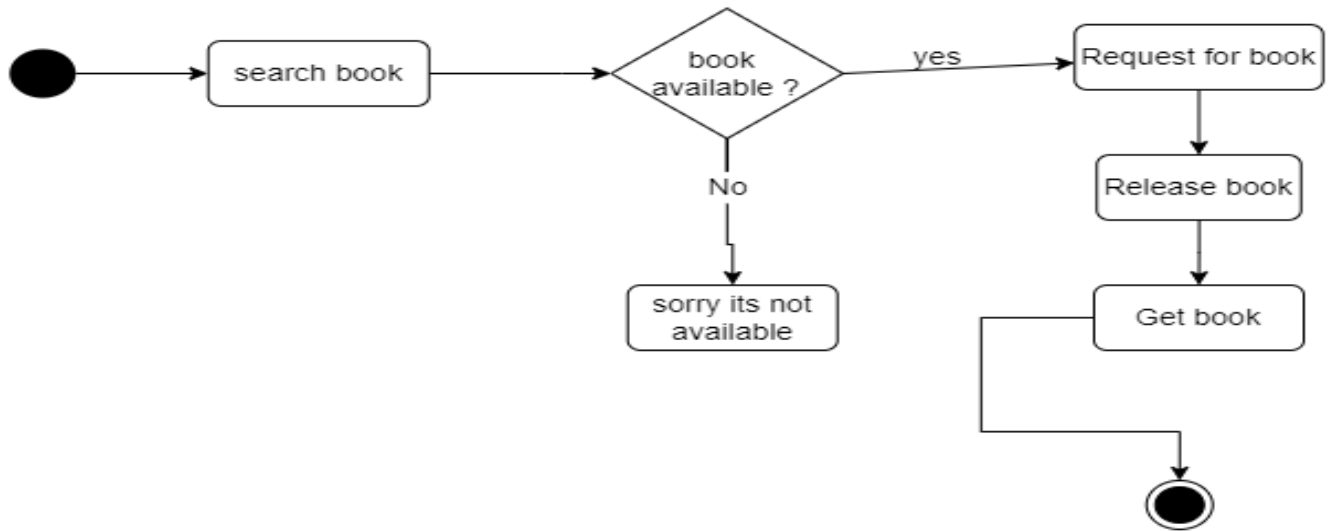 search book
book
available ?
yes
Request for book
No
Release book
sorry its not
available
Get book